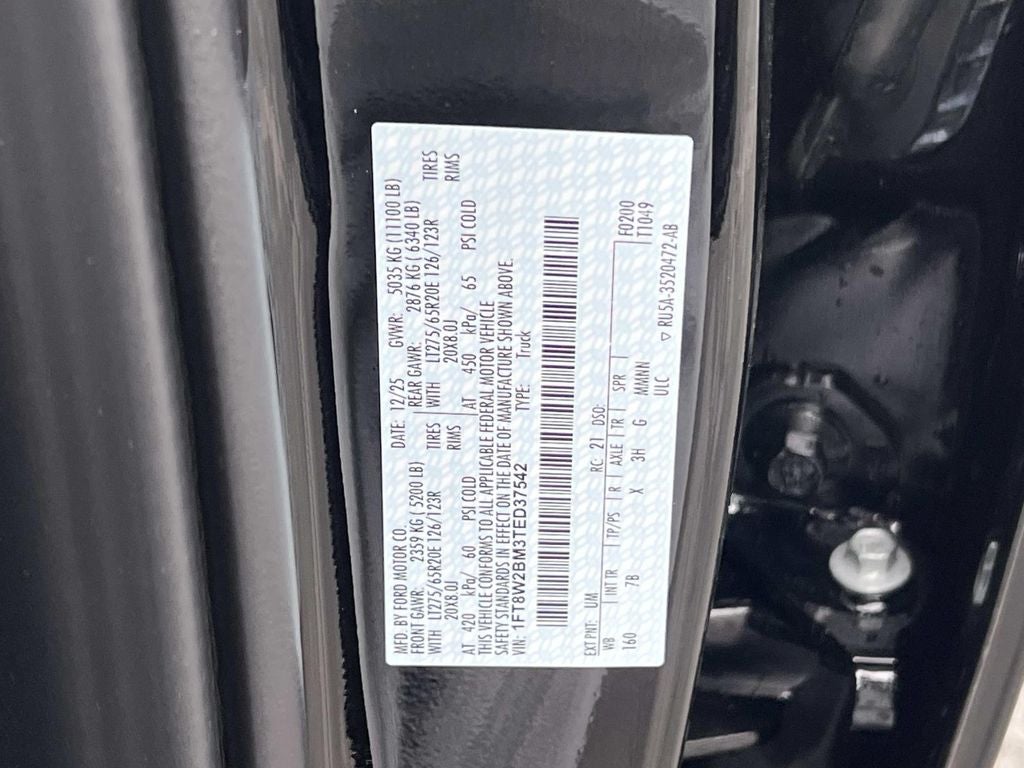 MFD. BY FORD MOTOR CO. DATE: 12/25 GVWR: 5035 KG (11100 LB)
FRONT GAWR: 2359 KG (5200 LB) REAR GAWR: 2876 KG (6340 LB)
WITH LT275/65R20E 126/123R TIRES WITH LT275/65R20E 126/123R TIRES
20X8.0J RIMS 20X8.0J RIMS
AT 420 kPa/ 60 PSI COLD AT 450 kPa/ 65 PSI COLD
THIS VEHICLE CONFORMS TO ALL APPLICABLE FEDERAL MOTOR VEHICLE
SAFETY STANDARDS IN EFFECT ON THE DATE OF MANUFACTURE SHOWN ABOVE.
VIN: 1FT8W2BM3TED37542 TYPE: Truck
EXT PNT: UM RC: 21 DSO: F0200
WB INT TR TP/PS R AXLE TR SPR T1049
160 7B X 3H G MMMNN
ULC RU5A-3520472-AB